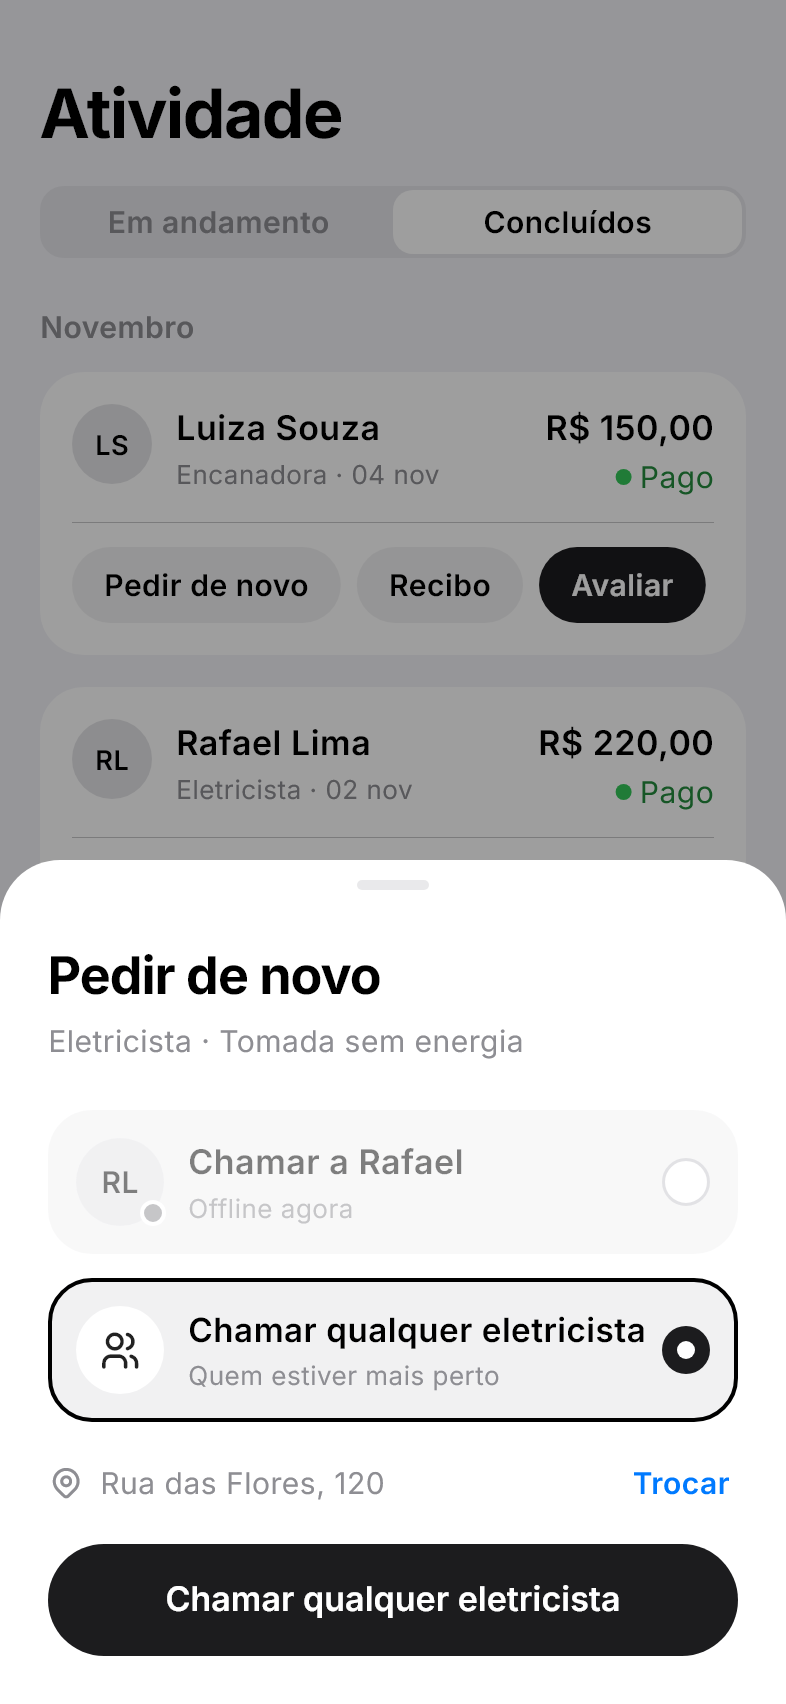 Atividade
Em andamento Concluídos
Novembro
LS Luiza Souza R$ 150,00
Encanadora · 04 nov Pago
Pedir de novo Recibo Avaliar
RL Rafael Lima R$ 220,00
Eletricista · 02 nov Pago
Pedir de novo
Eletricista · Tomada sem energia
RL Chamar a Rafael
Offline agora
Chamar qualquer eletricista
Quem estiver mais perto
Rua das Flores, 120 Trocar
Chamar qualquer eletricista